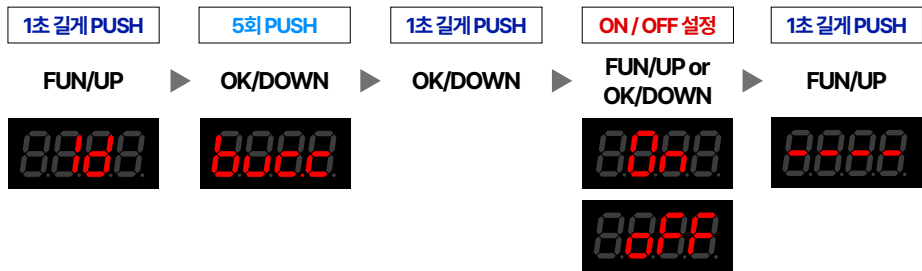 1초 길게 PUSH
5회 PUSH
1초 길게 PUSH
ON / OFF 설정
1초 길게 PUSH
FUN/UP
OK/DOWN
OK/DOWN
FUN/UP or
OK/DOWN
FUN/UP
Id
buzc
On
oFF
----